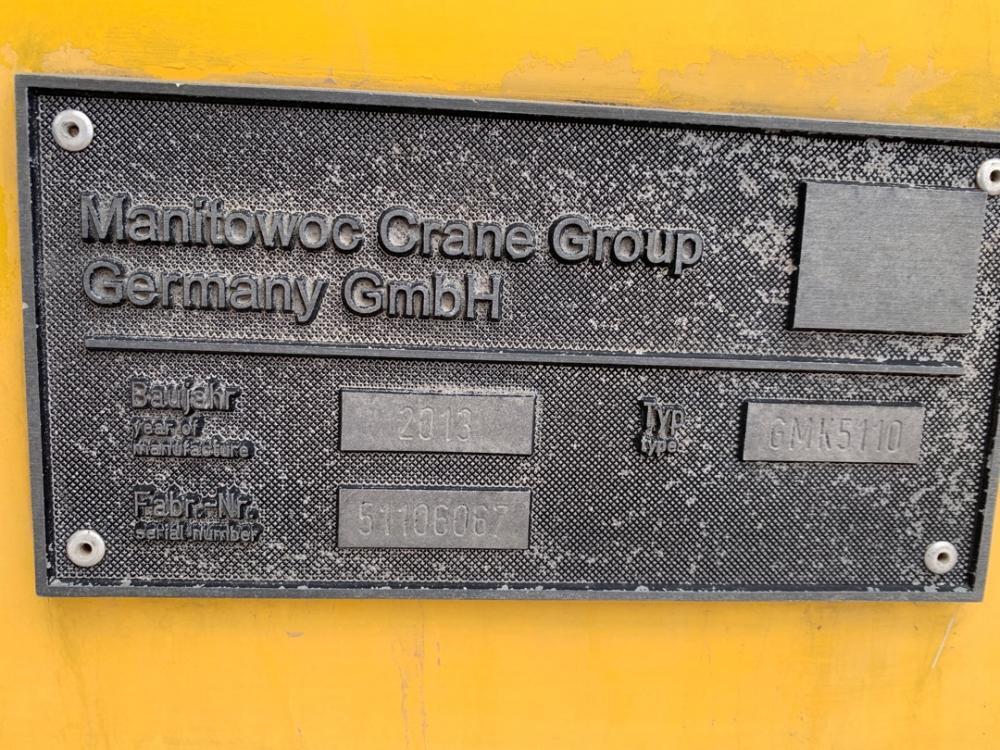 Manitowoc Crane Group
Germany GmbH
Baujahr
year of
manufacture
2013
Typ
type
GMK5110
Fabr.-Nr.
serial number
51106067